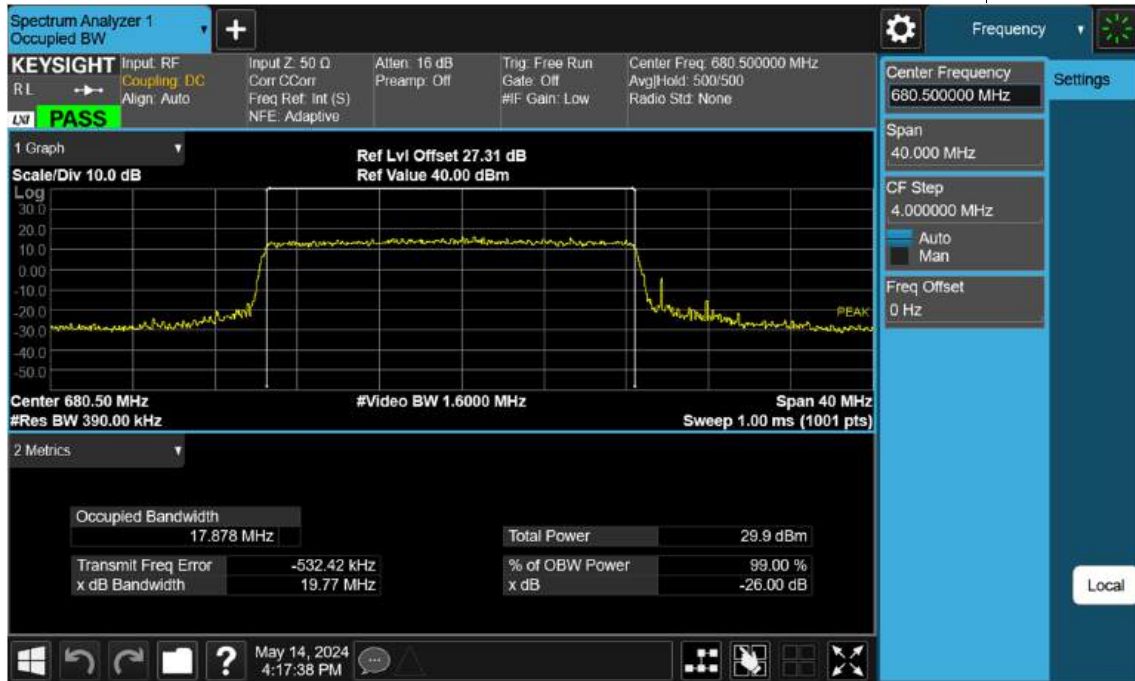 Spectrum Analyzer 1
Occupied BW
Frequency
KEYSIGHT
R L
LXI
PASS
Input: RF
Coupling: DC
Align: Auto
Input Z: 50 Ω
Corr CCorr
Freq Ref: Int (S)
NFE: Adaptive
Atten: 16 dB
Preamp: Off
Trig: Free Run
Gate: Off
#IF Gain: Low
Center Freq: 680.500000 MHz
Avg|Hold: 500/500
Radio Std: None
Center Frequency
680.500000 MHz
Settings
Span
40.000 MHz
CF Step
4.000000 MHz
Auto
Man
Freq Offset
0 Hz
1 Graph
Scale/Div 10.0 dB
Ref Lvl Offset 27.31 dB
Ref Value 40.00 dBm
Log
30.0
20.0
10.0
0.00
-10.0
-20.0
-30.0
-40.0
-50.0
PEAK
Center 680.50 MHz
#Video BW 1.6000 MHz
Span 40 MHz
#Res BW 390.00 kHz
Sweep 1.00 ms (1001 pts)
2 Metrics
Occupied Bandwidth
17.878 MHz
Total Power 29.9 dBm
Transmit Freq Error -532.42 kHz
% of OBW Power 99.00 %
x dB Bandwidth 19.77 MHz
x dB -26.00 dB
Local
May 14, 2024
4:17:38 PM